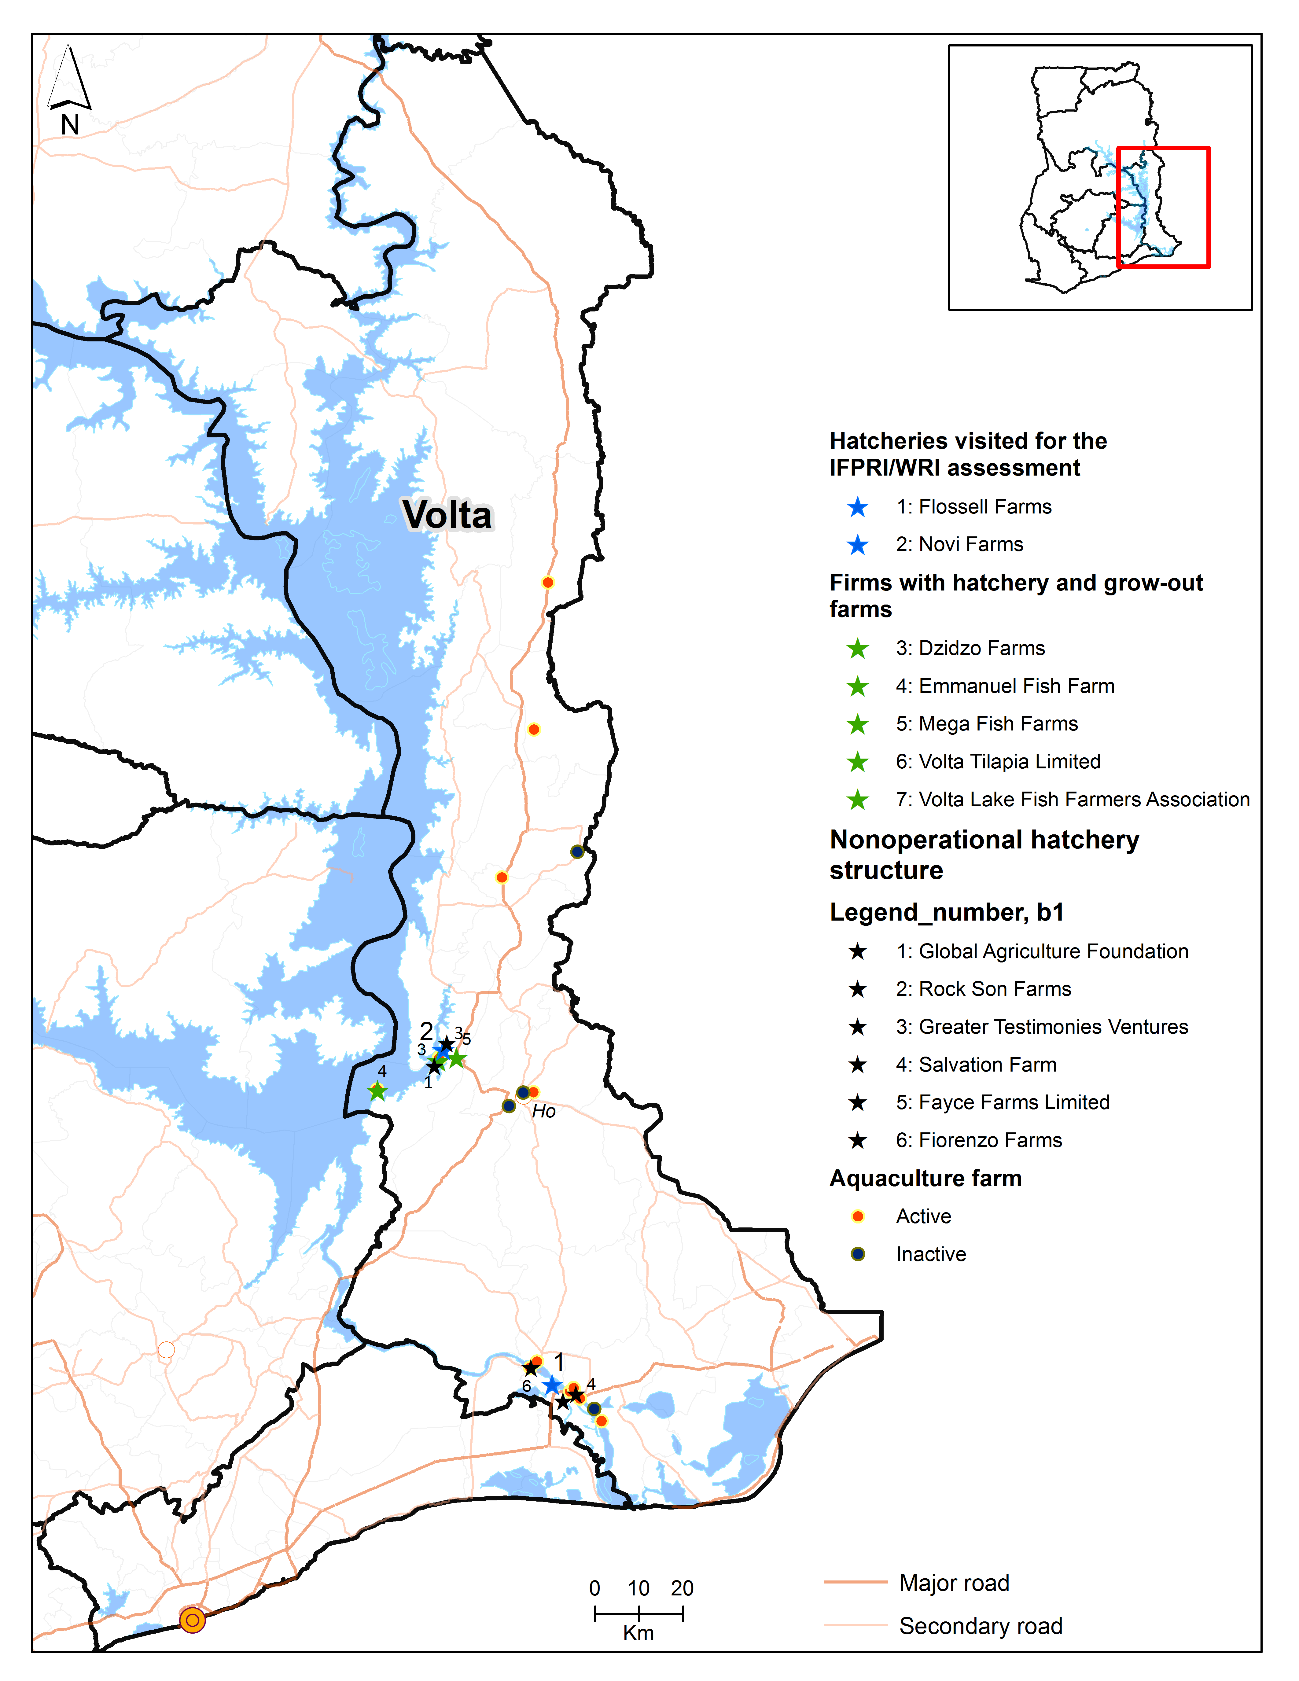 N
Volta
Hatcheries visited for the
IFPRI/WRI assessment
1: Flossell Farms
2: Novi Farms
Firms with hatchery and grow-out
farms
3: Dzidzo Farms
4: Emmanuel Fish Farm
5: Mega Fish Farms
6: Volta Tilapia Limited
7: Volta Lake Fish Farmers Association
Nonoperational hatchery
structure
Legend_number, b1
1: Global Agriculture Foundation
2: Rock Son Farms
3: Greater Testimonies Ventures
4: Salvation Farm
5: Fayce Farms Limited
6: Fiorenzo Farms
Aquaculture farm
Active
Inactive
2
3
5
3
4
1
Ho
1
6
4
0 10 20
Km
Major road
Secondary road